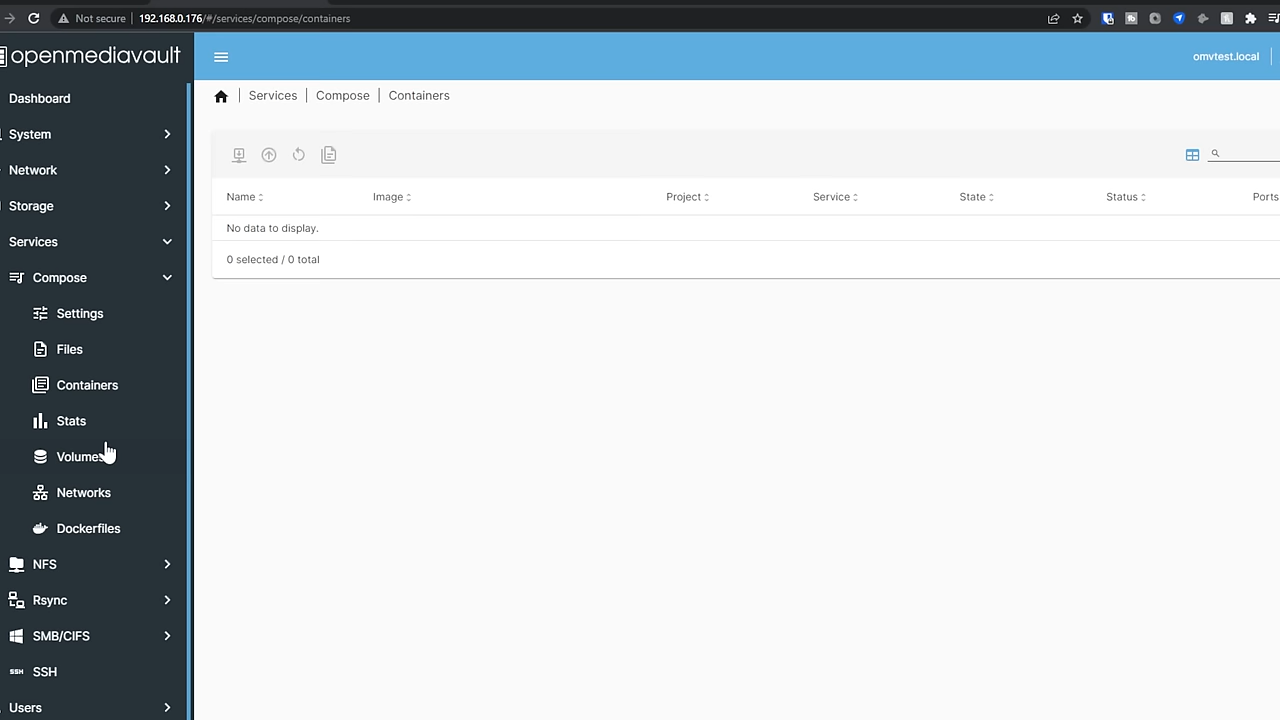 Not secure
192.168.0.176/#/services/compose/containers
openmediavault
omvtest.local
Services | Compose | Containers
Dashboard
System
Network
Storage
Services
Compose
Settings
Files
Containers
Stats
Volumes
Networks
Dockerfiles
NFS
Rsync
SMB/CIFS
SSH SSH
Users
Name Image Project Service State Status Ports
No data to display.
0 selected / 0 total